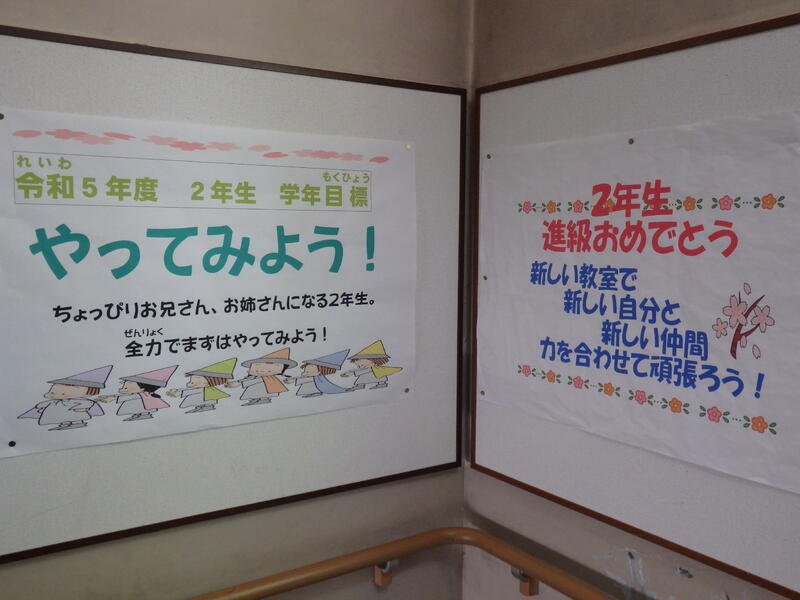 れいわ もくひょう
令和5年度 2年生 学年目標
やってみよう！
ちょっぴりお兄さん、お姉さんになる2年生。
ぜんりょく
全力でまずはやってみよう！
2年生
進級おめでとう
新しい教室で
新しい自分と
新しい仲間
力を合わせて頑張ろう！